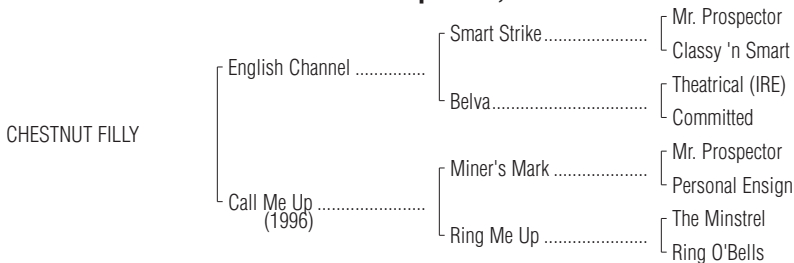 Mr. Prospector
Smart Strike
Classy 'n Smart
English Channel
Theatrical (IRE)
Belva
Committed
CHESTNUT FILLY
Mr. Prospector
Miner's Mark
Personal Ensign
Call Me Up
(1996)
The Minstrel
Ring Me Up
Ring O'Bells